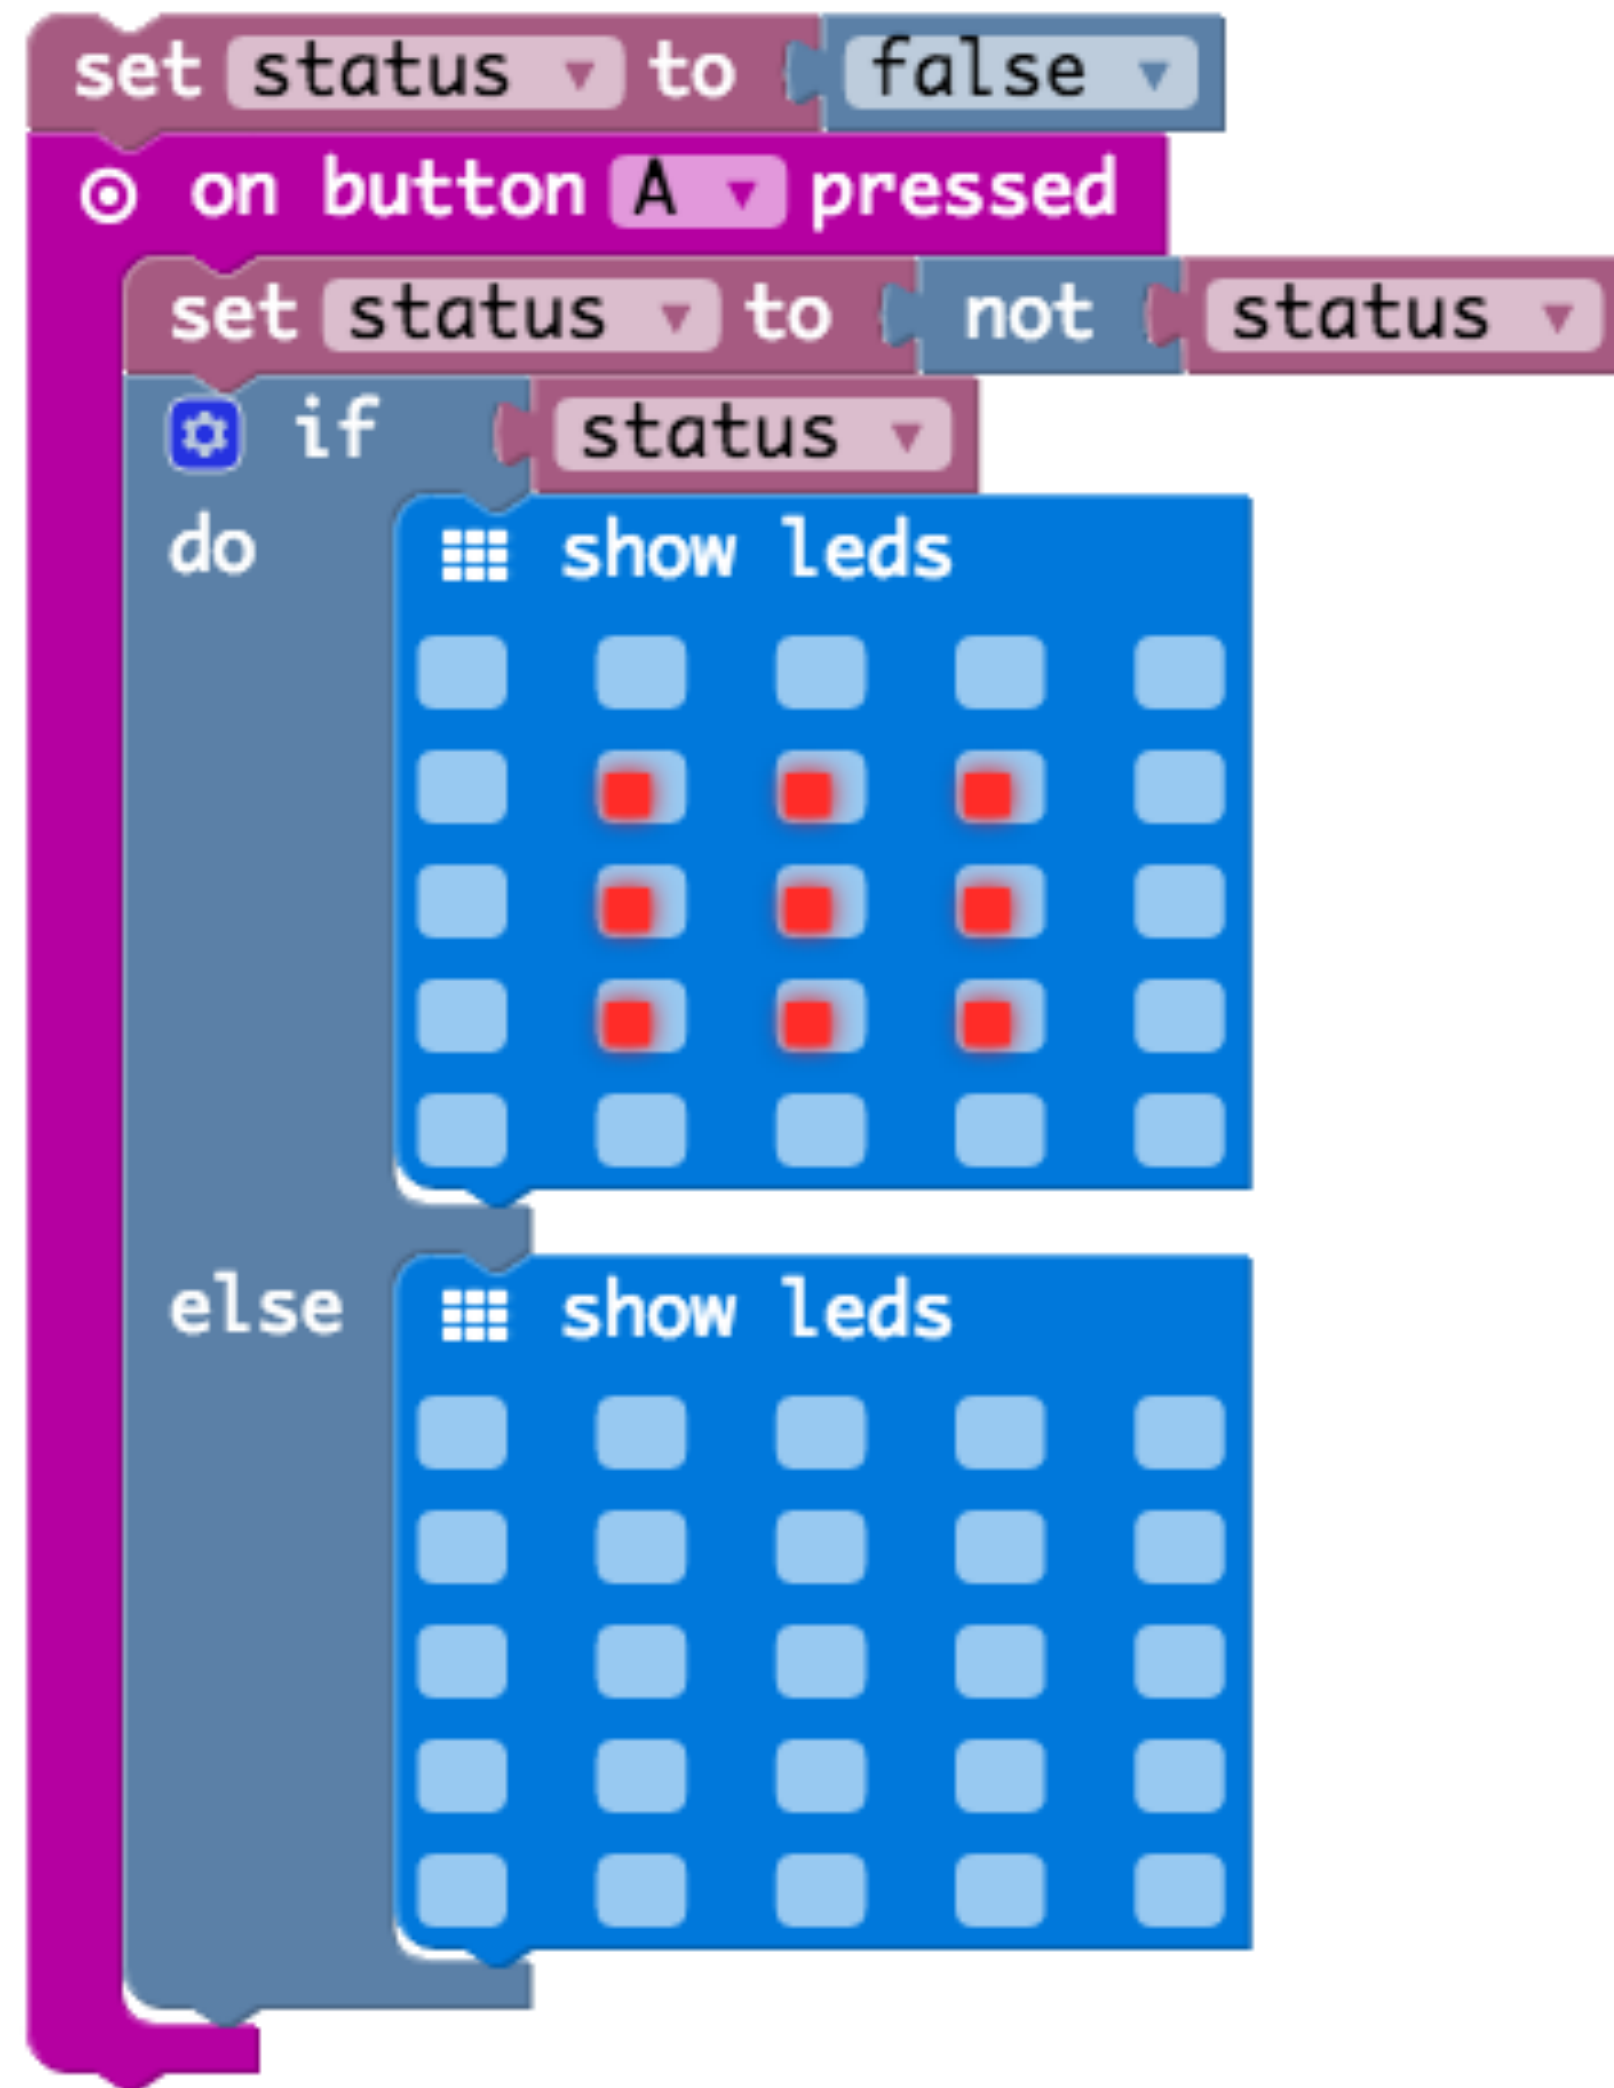 set status to false
on button A pressed
set status to not status
if status
do show leds
else show leds